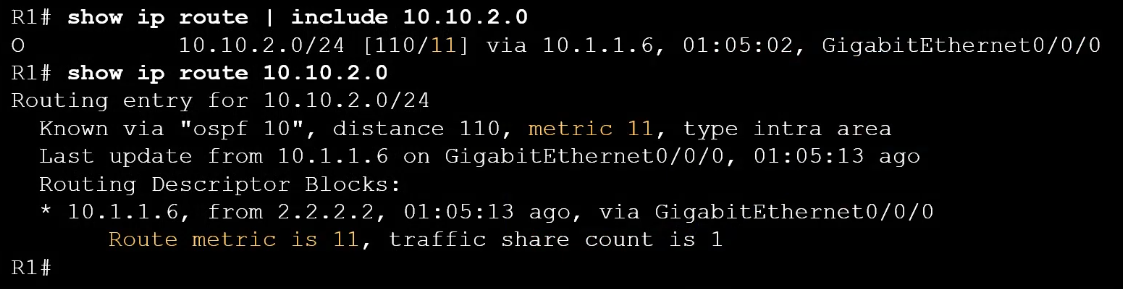 R1# show ip route | include 10.10.2.0
O            10.10.2.0/24 [110/11] via 10.1.1.6, 01:05:02, GigabitEthernet0/0/0
R1# show ip route 10.10.2.0
Routing entry for 10.10.2.0/24
  Known via "ospf 10", distance 110, metric 11, type intra area
  Last update from 10.1.1.6 on GigabitEthernet0/0/0, 01:05:13 ago
  Routing Descriptor Blocks:
  * 10.1.1.6, from 2.2.2.2, 01:05:13 ago, via GigabitEthernet0/0/0
       Route metric is 11, traffic share count is 1
R1#